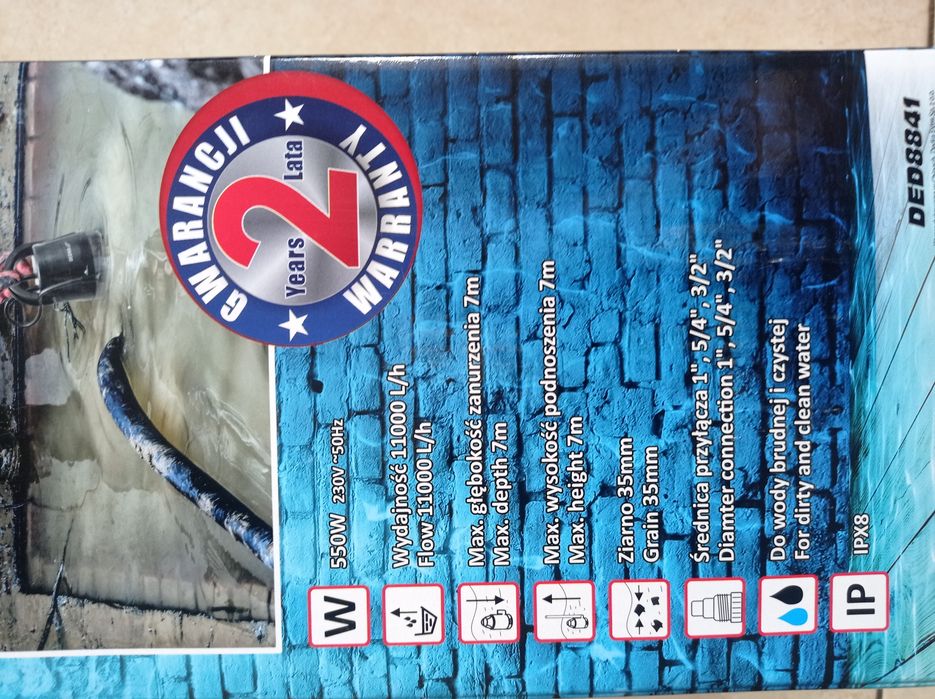 GWARANCJI
2
Years Lata
WARRANTY
W
550W 230V ~50Hz
Wydajność 11000 L/h
Flow 11000 L/h
Max. głębokość zanurzenia 7m
Max. depth 7m
Max. wysokość podnoszenia 7m
Max. height 7m
Ziarno 35mm
Grain 35mm
Średnica przyłącza 1", 5/4", 3/2"
Diamter connection 1", 5/4", 3/2"
Do wody brudnej i czystej
For dirty and clean water
IP
IPX8
DED8841